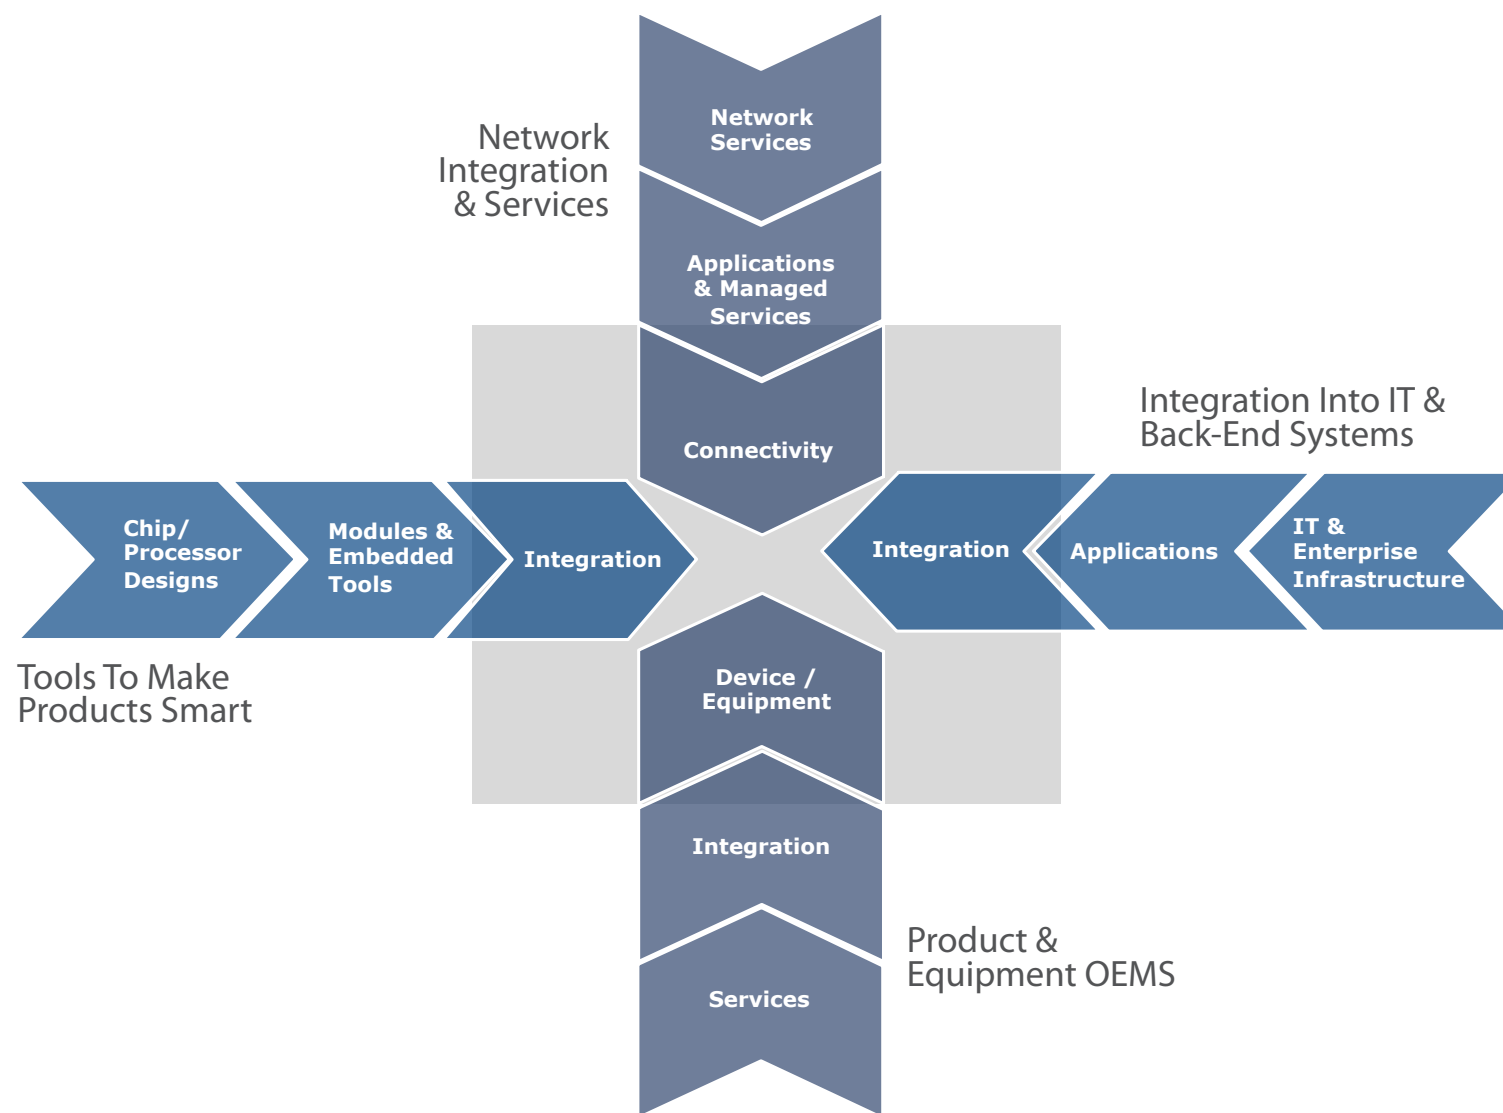 Network
Services
Network
Integration
& Services
Applications
& Managed
Services
Connectivity
Integration Into IT &
Back-End Systems
Chip/
Processor
Designs
Modules &
Embedded
Tools
Integration
Integration
Applications
IT &
Enterprise
Infrastructure
Tools To Make
Products Smart
Device /
Equipment
Integration
Product &
Equipment OEMS
Services